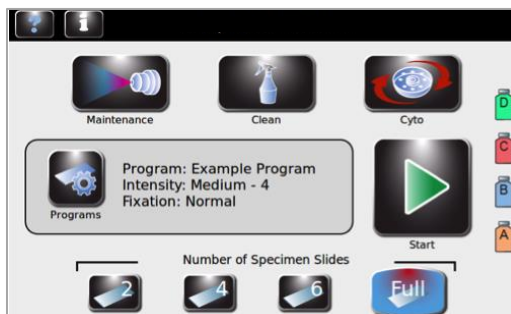 ? i
Maintenance Clean Cyto
D
C
B
A
Program: Example Program
Intensity: Medium - 4
Fixation: Normal
Programs
Start
Number of Specimen Slides
2 4 6 Full